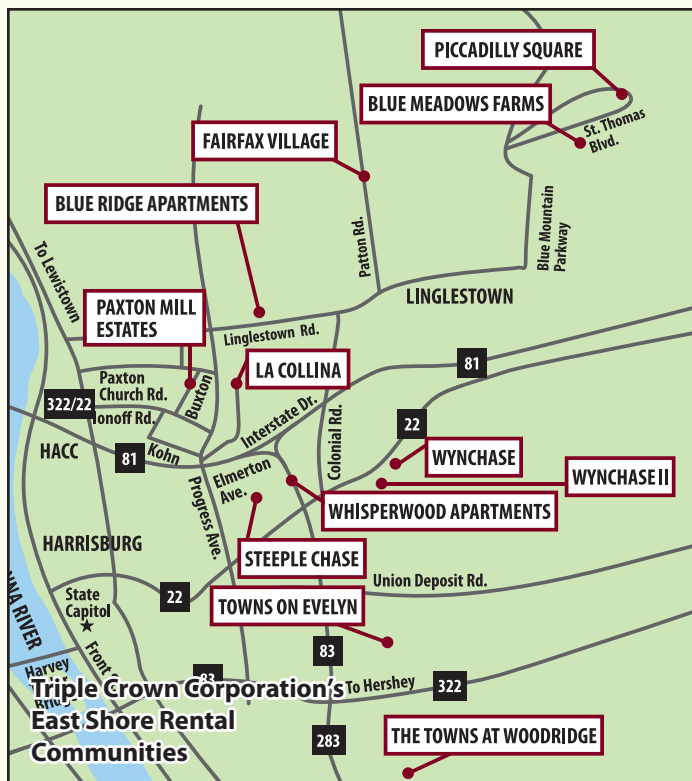 PICCADILLY SQUARE
BLUE MEADOWS FARMS
St. Thomas
Blvd.
FAIRFAX VILLAGE
BLUE RIDGE APARTMENTS
Patton Rd.
Blue Mountain
Parkway
To Lewistown
LINGLESTOWN
PAXTON MILL
ESTATES
Linglestown Rd.
LA COLLINA
81
Paxton
Church Rd.
Buxton
322/22
Interstate Dr.
Colonial Rd.
22
HACC
Kohn
81
WYNCHASE
Elmerton
Ave.
WYNCHASE II
Progress Ave.
WHISPERWOOD APARTMENTS
HARRISBURG
STEEPLE CHASE
Union Deposit Rd.
State
Capitol
22
TOWNS ON EVELYN
RIVER
Front
83
Harvey
83
To Hershey
322
Triple Crown Corporation's
East Shore Rental
Communities
283
THE TOWNS AT WOODRIDGE